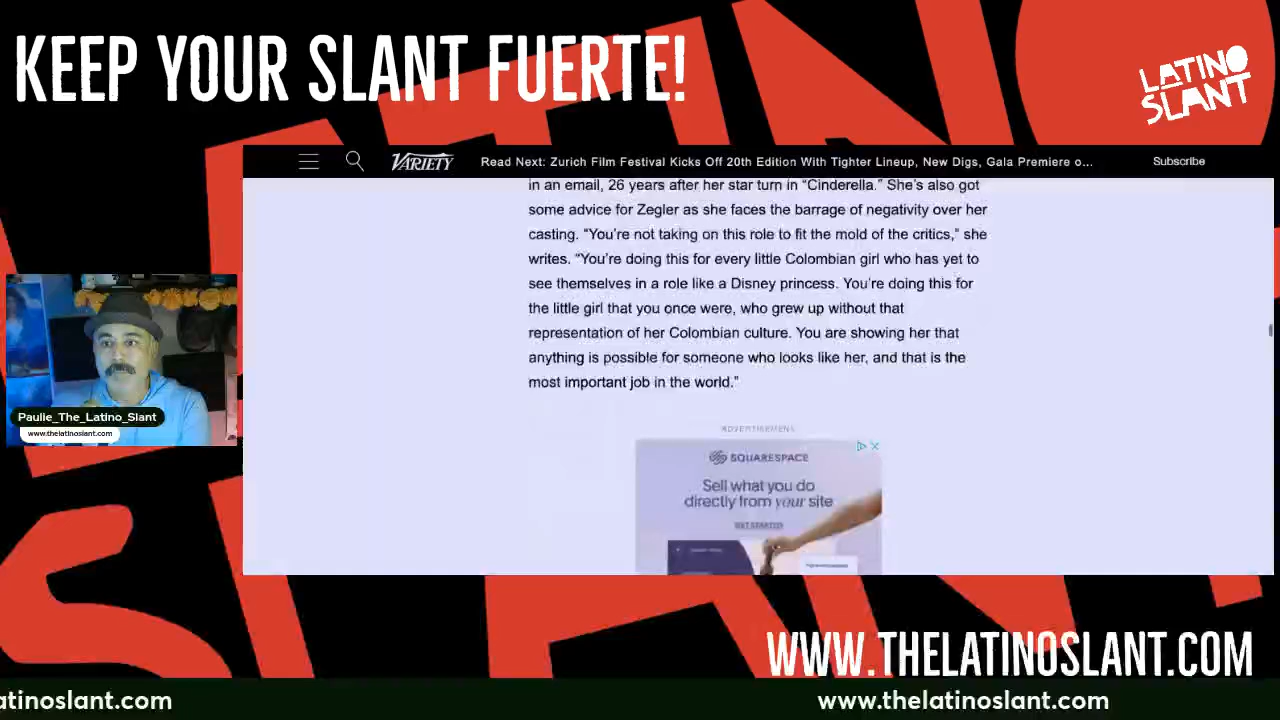 KEEP YOUR SLANT FUERTE!
LATINO
SLANT
VARIETY
Read Next: Zurich Film Festival Kicks Off 20th Edition With Tighter Lineup, New Digs, Gala Premiere o...
Subscribe
in an email, 26 years after her star turn in “Cinderella.” She’s also got
some advice for Zegler as she faces the barrage of negativity over her
casting. “You’re not taking on this role to fit the mold of the critics,” she
writes. “You’re doing this for every little Colombian girl who has yet to
see themselves in a role like a Disney princess. You’re doing this for
the little girl that you once were, who grew up without that
representation of her Colombian culture. You are showing her that
anything is possible for someone who looks like her, and that is the
most important job in the world.”
ADVERTISEMENT
SQUARESPACE
Sell what you do
directly from your site
GET STARTED
Paulie_The_Latino_Slant
www.thelatinoslant.com
WWW.THELATINOSLANT.COM
atinoslant.com
www.thelatinoslant.com